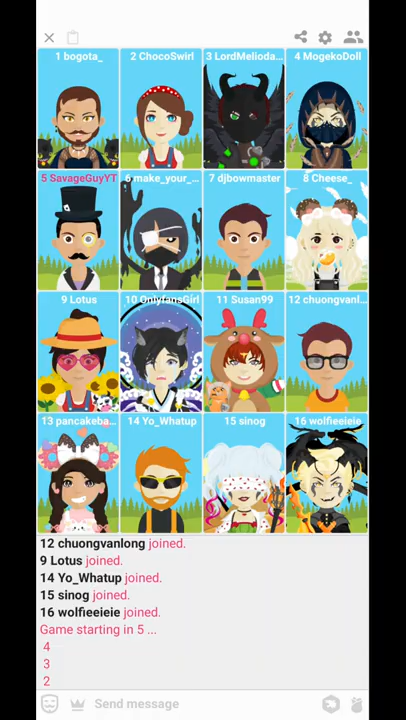 1 bogota_
2 ChocoSwirl
3 LordMelioda...
4 MogekoDoll
5 SavageGuyYT
6 make_your_...
7 djbowmaster
8 Cheese_
9 Lotus
10 OnlyfansGirl
11 Susan99
12 chuongvanl...
13 pancakeba...
14 Yo_Whatup
15 sinog
16 wolfieeieie
12 chuongvanlong joined.
9 Lotus joined.
14 Yo_Whatup joined.
15 sinog joined.
16 wolfieeieie joined.
Game starting in 5 ...
4
3
2
Send message